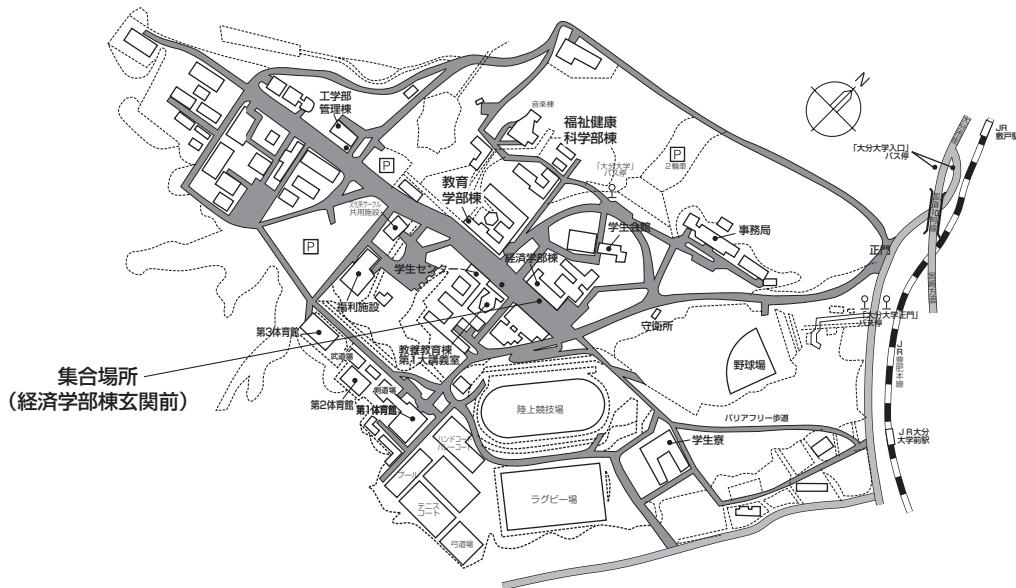 N
JR
敷戸駅
「大分大学入口」
バス停
工学部
管理棟
音楽棟
福祉健康
科学部棟
「大分大学」
バス停
P
2輪車
P
教育
学部棟
文化系サークル
共用施設
学生会館
事務局
正門
P
学生センター
経済学部棟
宮崎方面
福利施設
守衛所
「大分大学正門」
バス停
第3体育館
教養教育棟
第1大講義室
野球場
JR豊肥本線
武道場
集合場所
(経済学部棟玄関前)
第2体育館
剣道場
第1体育館
陸上競技場
バリアフリー歩道
JR大分
大学前駅
ハンドコート
バレーコート
学生寮
プール
ラグビー場
テニス
コート
弓道場